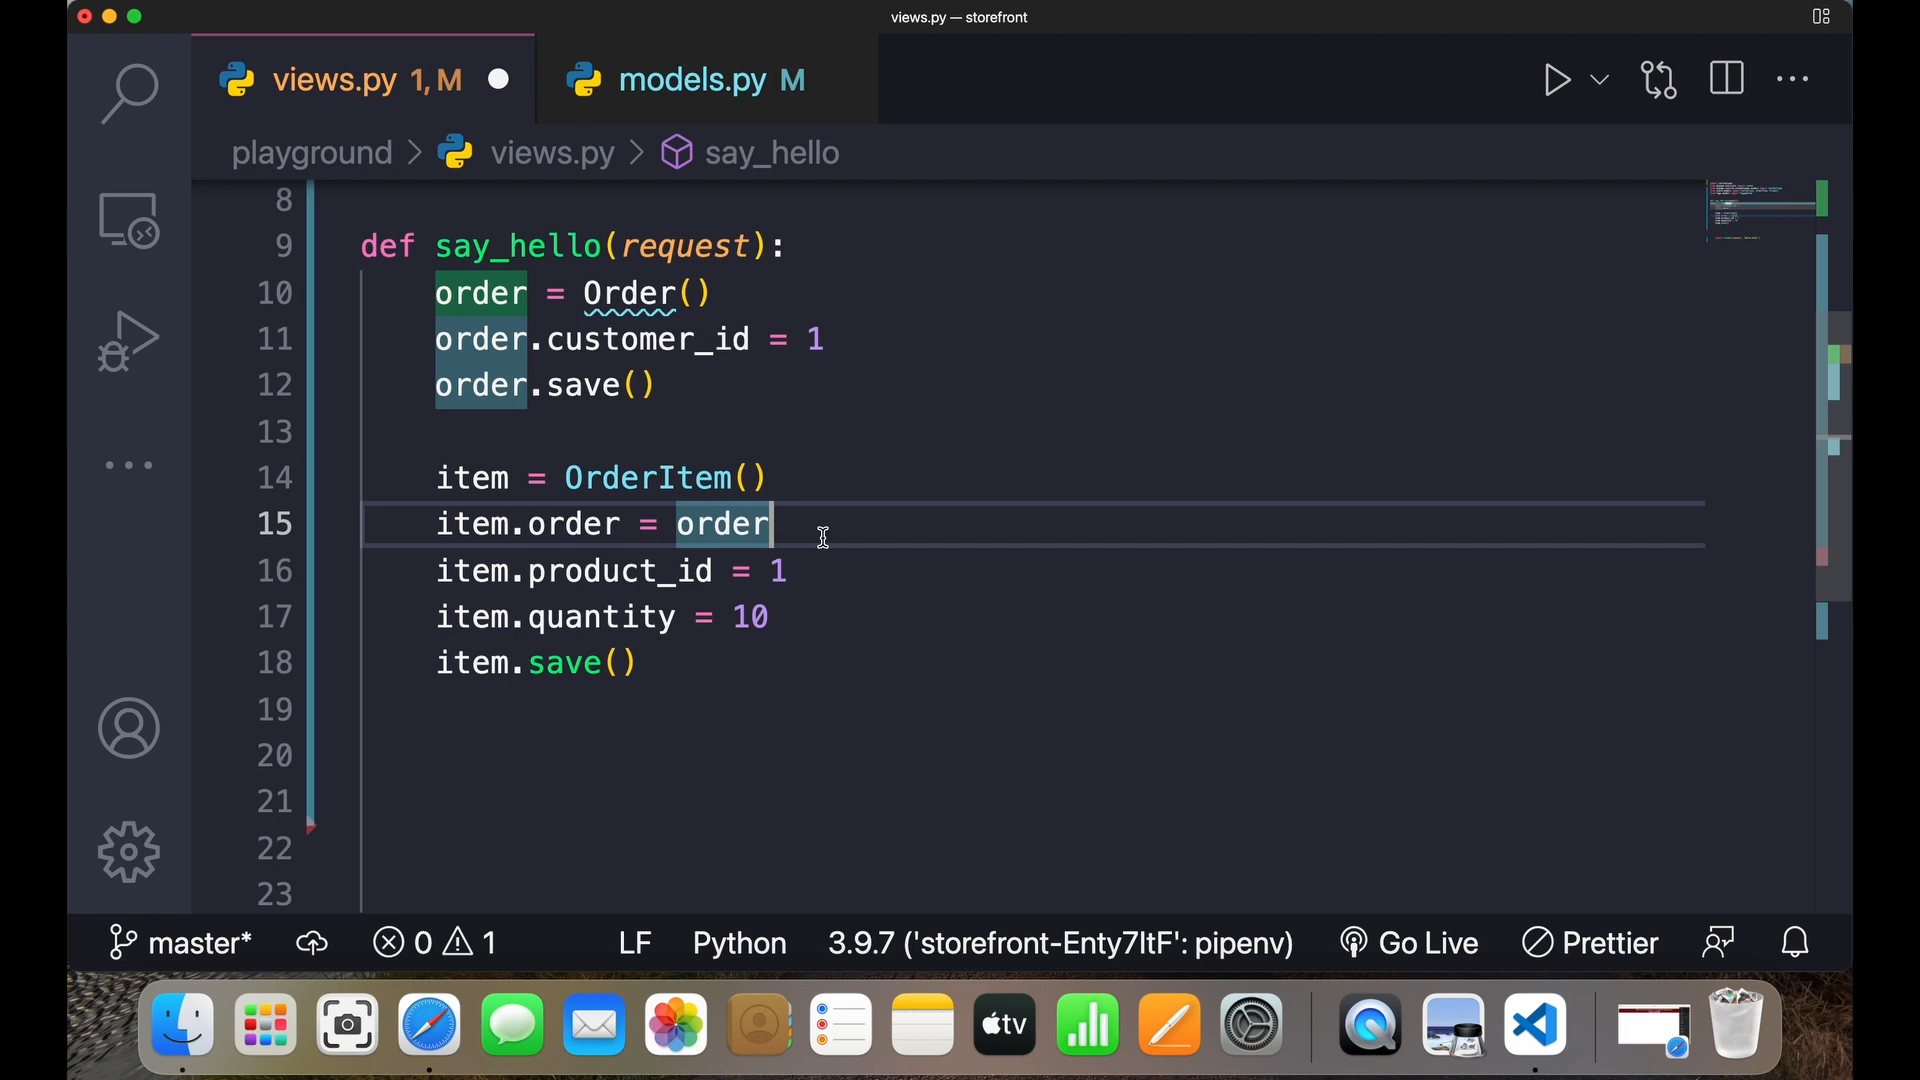 views.py — storefront
views.py 1, M
models.py M
playground > views.py > say_hello
8
9 def say_hello(request):
10 order = Order()
11 order.customer_id = 1
12 order.save()
13
14 item = OrderItem()
15 item.order = order
16 item.product_id = 1
17 item.quantity = 10
18 item.save()
19
20
21
22
23
master* 0 1 LF Python 3.9.7 ('storefront-Enty7ltF': pipenv) Go Live Prettier
tv